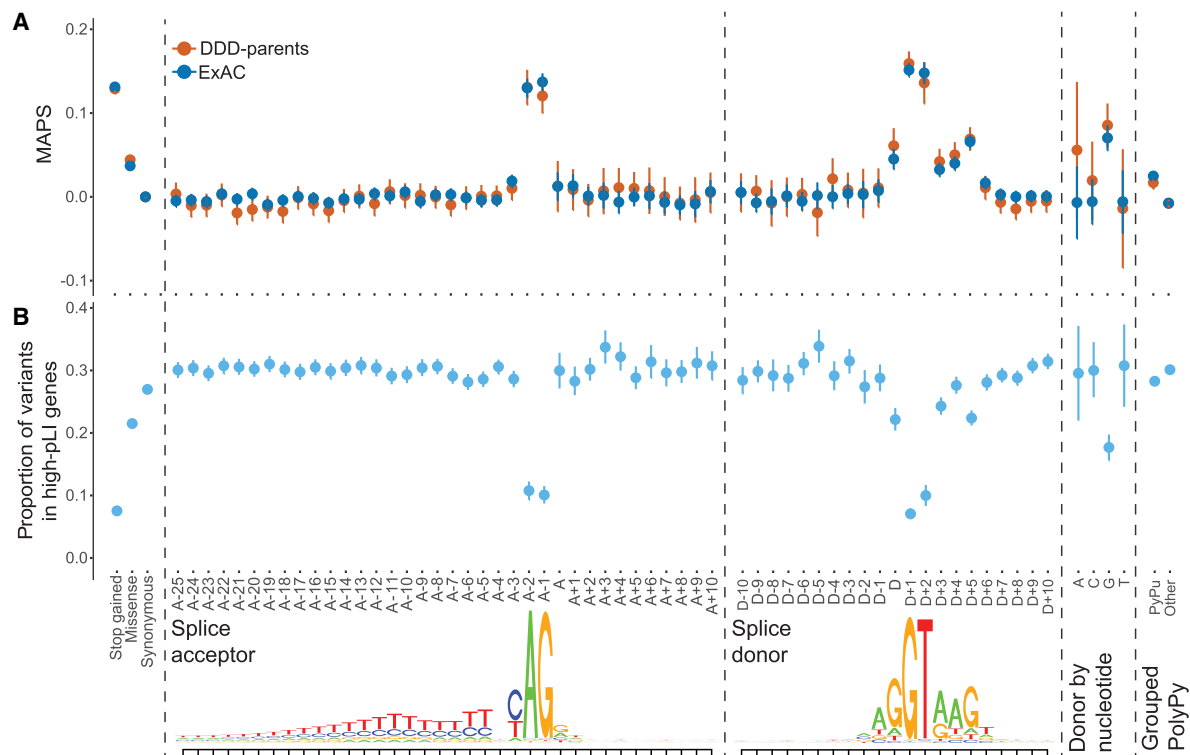 A
DDD-parents
ExAC
MAPS
0.2
0.1
0.0
-0.1
B
Proportion of variants
in high-pLI genes
0.4
0.3
0.2
0.1
0.0
Stop gained
Missense
Synonymous
A-25
A-24
A-23
A-22
A-21
A-20
A-19
A-18
A-17
A-16
A-15
A-14
A-13
A-12
A-11
A-10
A-9
A-8
A-7
A-6
A-5
A-4
A-3
A-2
A-1
A
A+1
A+2
A+3
A+4
A+5
A+6
A+7
A+8
A+9
A+10
D-10
D-9
D-8
D-7
D-6
D-5
D-4
D-3
D-2
D-1
D
D+1
D+2
D+3
D+4
D+5
D+6
D+7
D+8
D+9
D+10
A
C
G
T
PyPu
Other
Splice
acceptor
Splice
donor
Donor by
nucleotide
Grouped
PolyPy